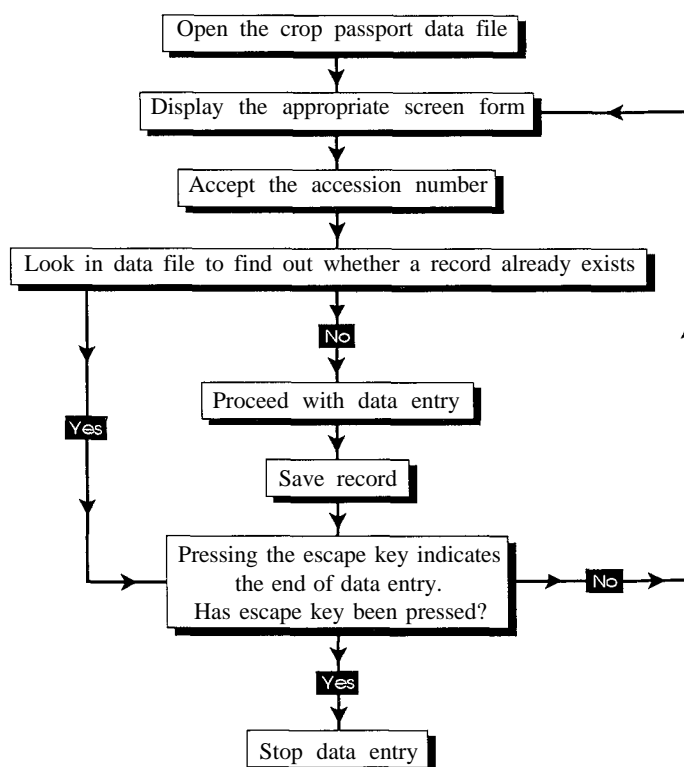 Open the crop passport data file
Display the appropriate screen form
Accept the accession number
Look in data file to find out whether a record already exists
No
Proceed with data entry
Yes
Save record
Pressing the escape key indicates
the end of data entry.
Has escape key been pressed?
No
Yes
Stop data entry